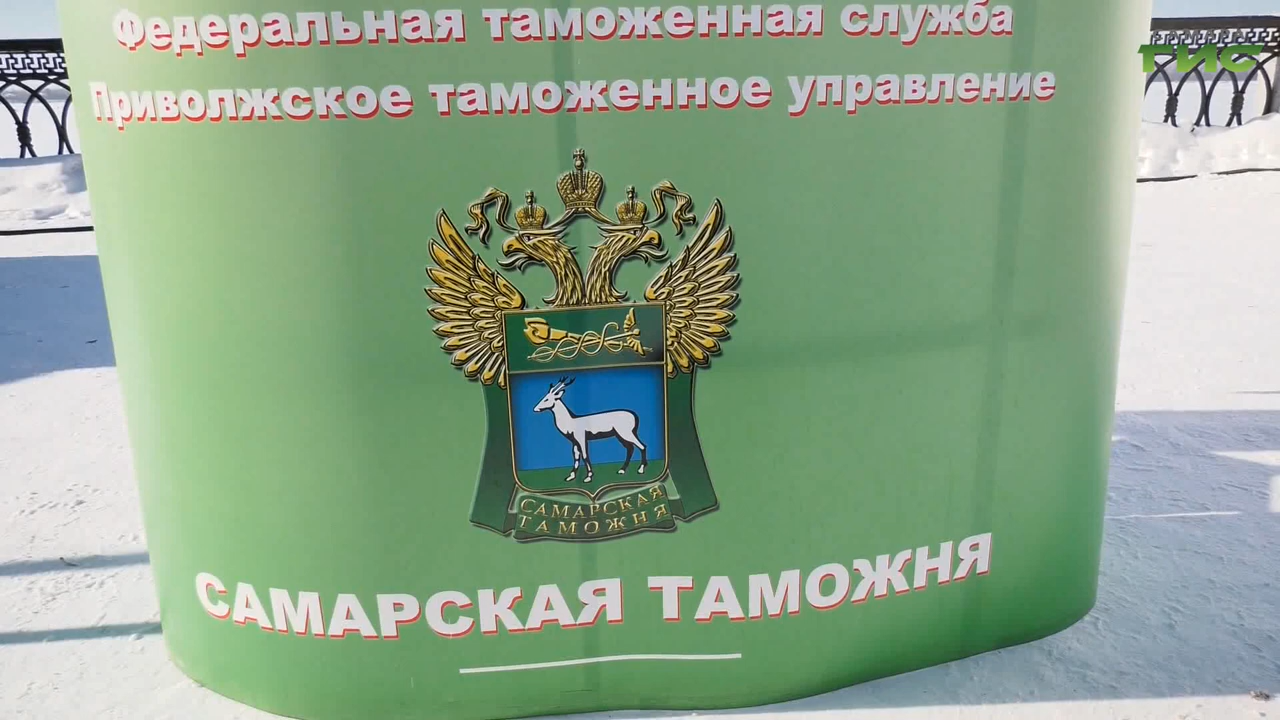 Федеральная таможенная служба
ГИС
Приволжское таможенное управление
САМАРСКАЯ
ТАМОЖНЯ
САМАРСКАЯ ТАМОЖНЯ